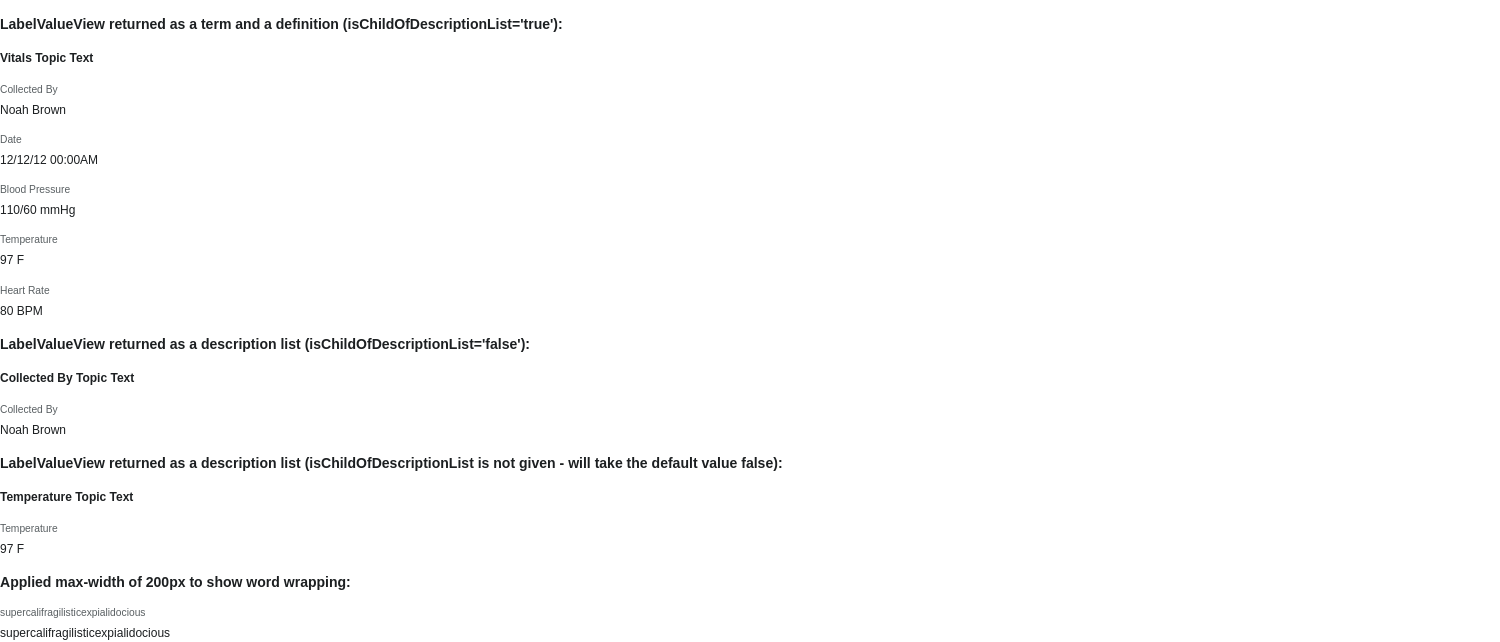 LabelValueView returned as a term and a definition (isChildOfDescriptionList='true'):
Vitals Topic Text
Collected By
Noah Brown
Date
12/12/12 00:00AM
Blood Pressure
110/60 mmHg
Temperature
97 F
Heart Rate
80 BPM
LabelValueView returned as a description list (isChildOfDescriptionList='false'):
Collected By Topic Text
Collected By
Noah Brown
LabelValueView returned as a description list (isChildOfDescriptionList is not given - will take the default value false):
Temperature Topic Text
Temperature
97 F
Applied max-width of 200px to show word wrapping:
supercalifragilisticexpialidocious
supercalifragilisticexpialidocious